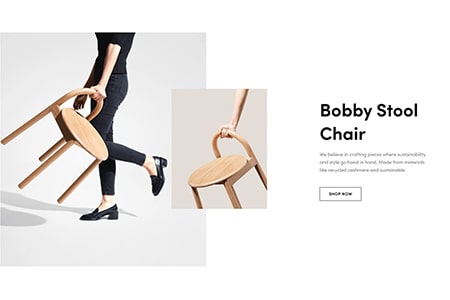 Bobby Stool
Chair
We believe in crafting pieces where sustainability
and style go hand in hand. Made from materials
like recycled cashmere and sustainable.
SHOP NOW